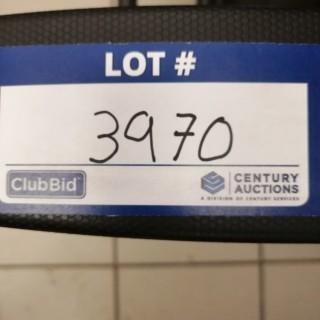 LOT #
3970
ClubBid
CENTURY
AUCTIONS
A DIVISION OF CENTURY SERVICES